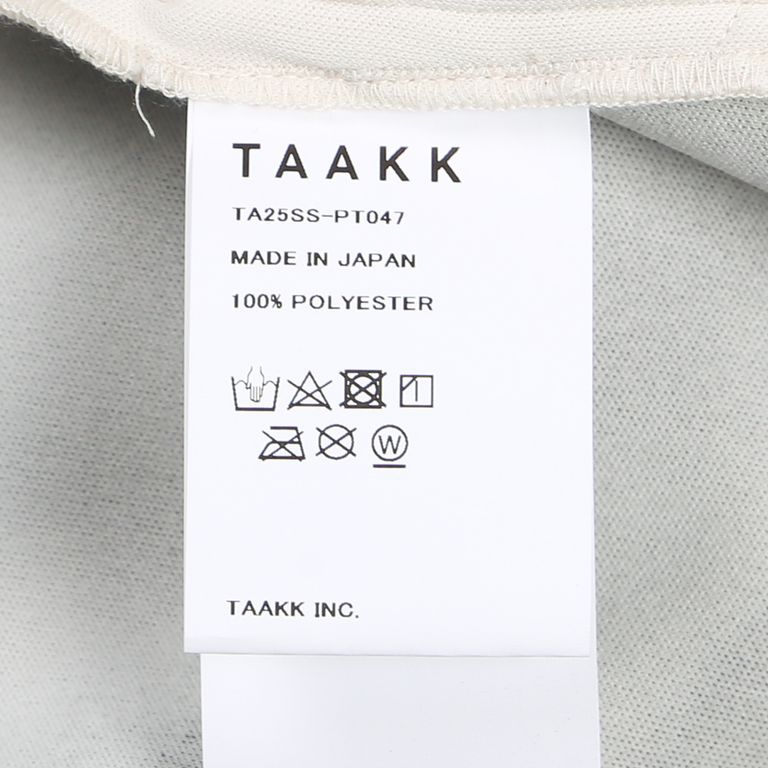 TAAKK
TA25SS-PT047
MADE IN JAPAN
100% POLYESTER
W
TAAKK INC.